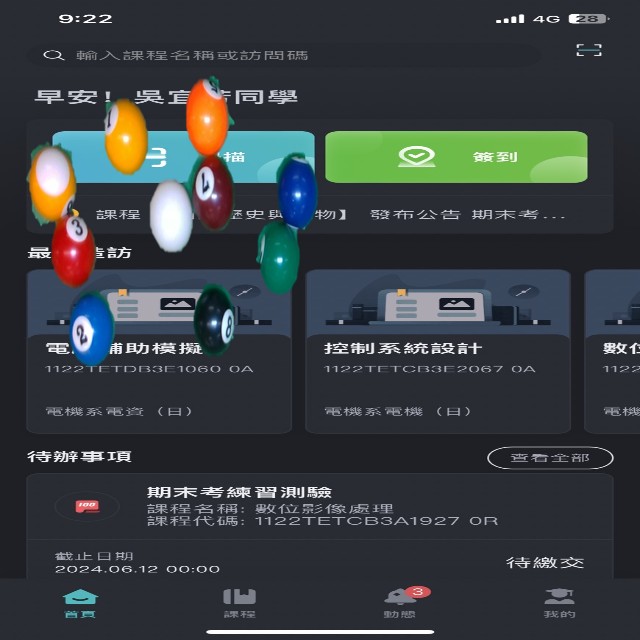 9:22
4G 28
輸入課程名稱或訪問碼
早安！吳宜 同學
描
簽到
課程 歷史與 物】 發布公告 期末考...
最 造訪
電 輔助模擬
1122TETDB3E1060 0A
電機系電資（日）
控制系統設計
1122TETCB3E2067 0A
電機系電機（日）
數位
1122
電機
1
3
2
8
待辦事項
查看全部
100
期末考練習測驗
課程名稱: 數位影像處理
課程代碼: 1122TETCB3A1927 0R
截止日期
2024.06.12 00:00
待繳交
首頁
課程
3
動態
我的